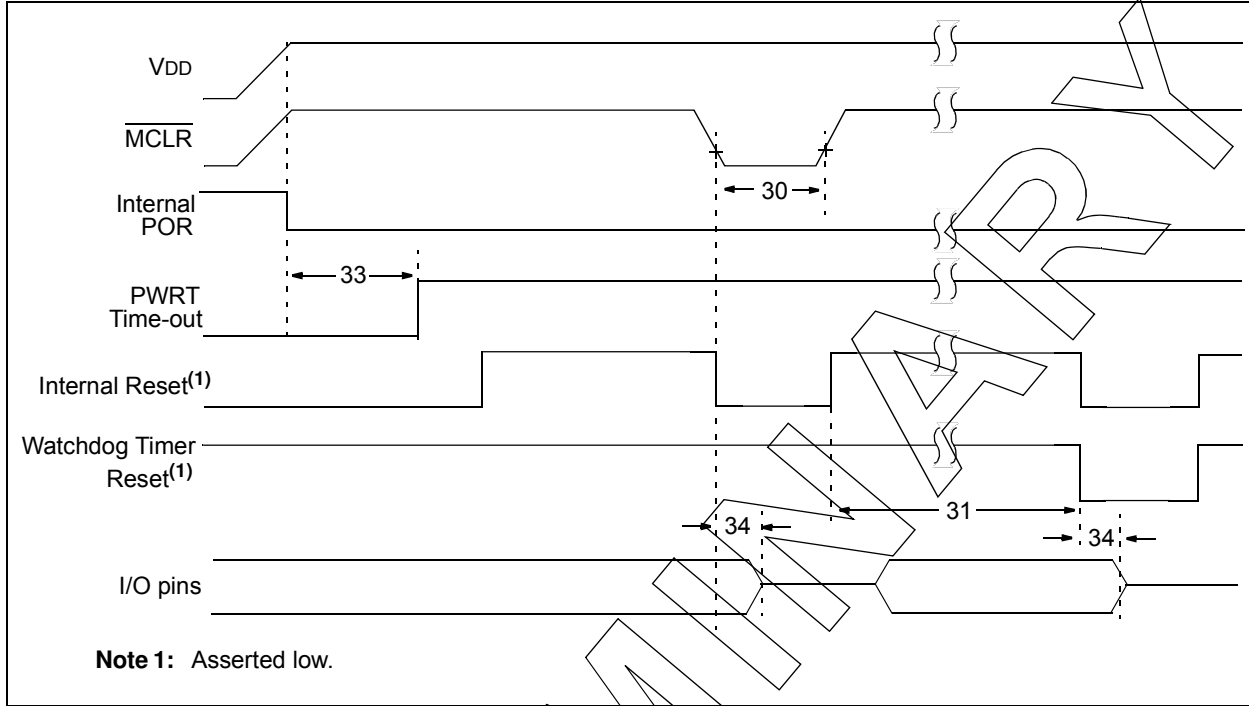 VDD
MCLR
Internal
POR
PWRT
Time-out
Internal Reset(1)
Watchdog Timer
Reset(1)
I/O pins
30
33
31
34
34
Note 1: Asserted low.
MINARY